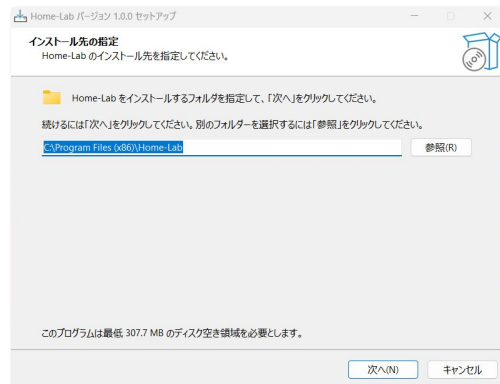 Home-Lab バージョン 1.0.0 セットアップ
インストール先の指定
Home-Lab のインストール先を指定してください。
Home-Lab をインストールするフォルダを指定して、「次へ」をクリックしてください。
続けるには「次へ」をクリックしてください。別のフォルダーを選択するには「参照」をクリックしてください。
C:\Program Files (x86)\Home-Lab
参照(R)
このプログラムは最低 307.7 MB のディスク空き領域を必要とします。
次へ(N)
キャンセル